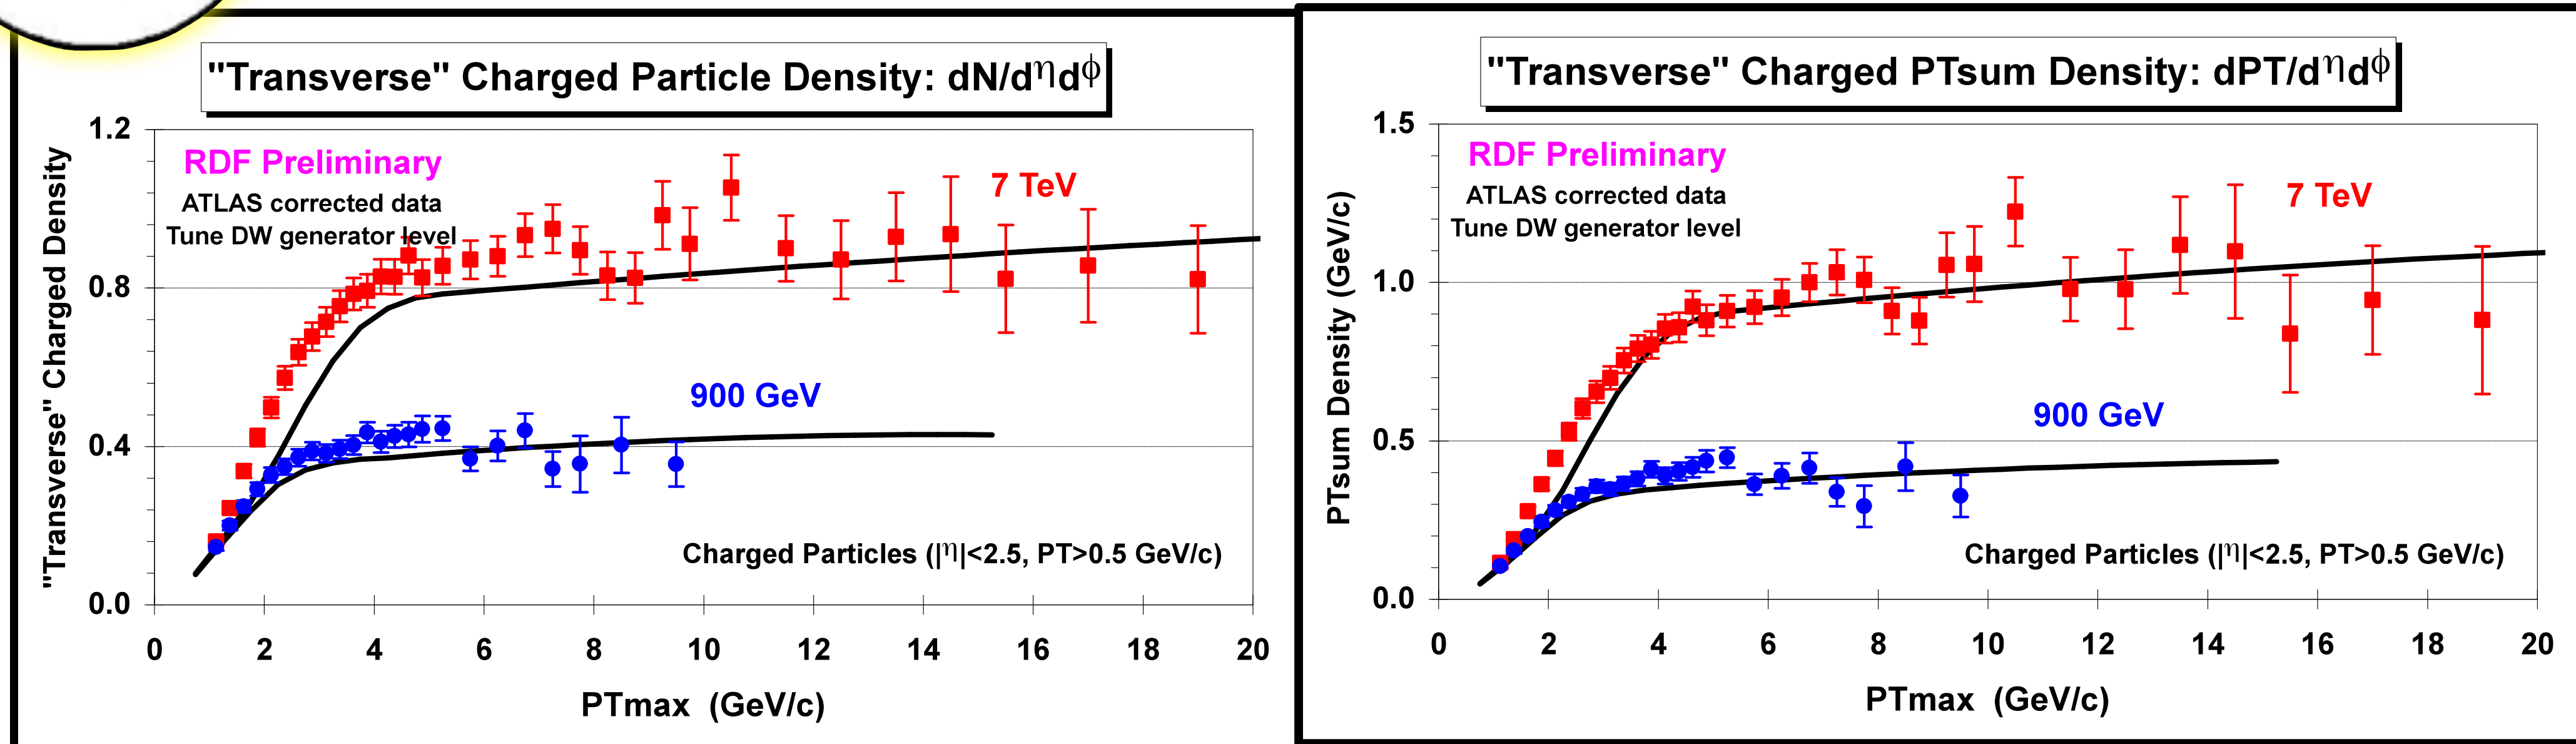 "Transverse" Charged Particle Density: dN/dηdϕ
1.2
0.8
0.4
0.0
"Transverse" Charged Density
RDF Preliminary
ATLAS corrected data
Tune DW generator level
7 TeV
900 GeV
Charged Particles (|η|<2.5, PT>0.5 GeV/c)
0 2 4 6 8 10 12 14 16 18 20
PTmax (GeV/c)
"Transverse" Charged PTsum Density: dPT/dηdϕ
1.5
1.0
0.5
0.0
PTsum Density (GeV/c)
RDF Preliminary
ATLAS corrected data
Tune DW generator level
7 TeV
900 GeV
Charged Particles (|η|<2.5, PT>0.5 GeV/c)
0 2 4 6 8 10 12 14 16 18 20
PTmax (GeV/c)